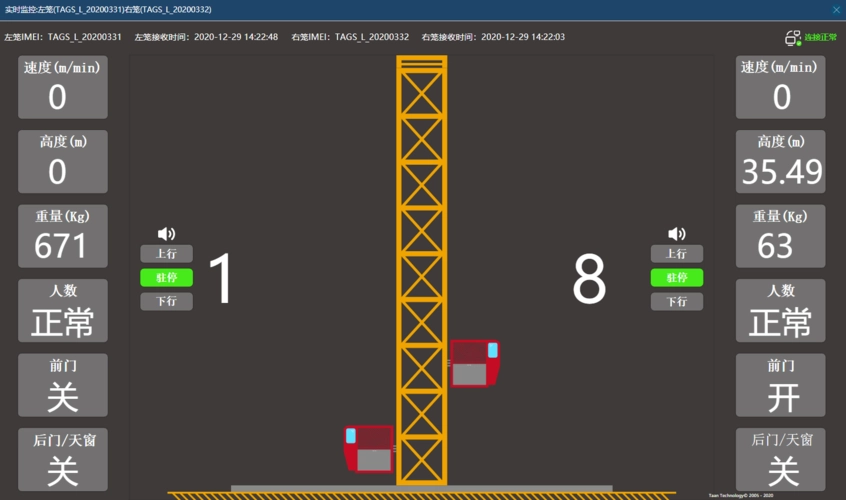 实时监控:左笼(TAGS_L_20200331)右笼(TAGS_L_20200332)
左笼IMEI: TAGS_L_20200331 左笼接收时间: 2020-12-29 14:22:48 右笼IMEI: TAGS_L_20200332 右笼接收时间: 2020-12-29 14:22:03 连接正常
速度(m/min)
0
高度(m)
0
重量(Kg)
671
人数
正常
前门
关
后门/天窗
关
上行
驻停
下行
1
8
上行
驻停
下行
速度(m/min)
0
高度(m)
35.49
重量(Kg)
63
人数
正常
前门
开
后门/天窗
关
Taan Technology© 2005 - 2020